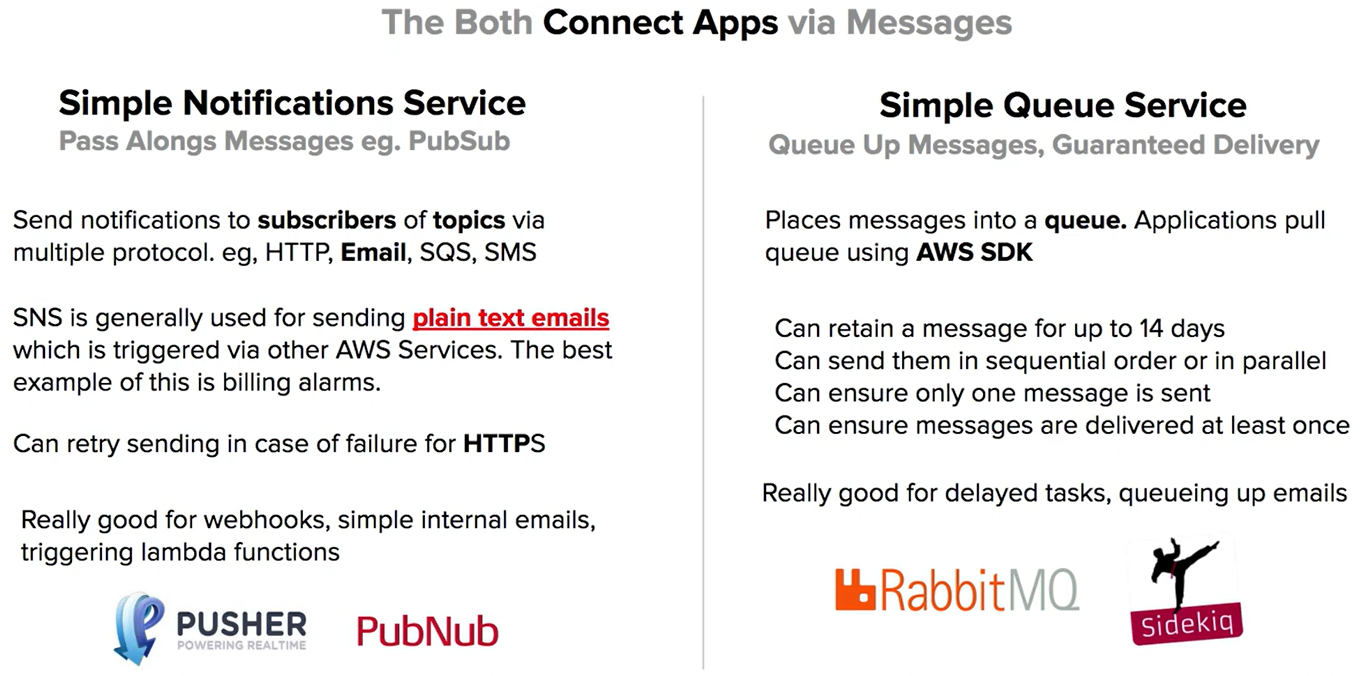 The Both Connect Apps via Messages
Simple Notifications Service
Pass Alongs Messages eg. PubSub
Send notifications to subscribers of topics via
multiple protocol. eg, HTTP, Email, SQS, SMS
SNS is generally used for sending plain text emails
which is triggered via other AWS Services. The best
example of this is billing alarms.
Can retry sending in case of failure for HTTPS
Really good for webhooks, simple internal emails,
triggering lambda functions
PUSHER
POWERING REALTIME
PubNub
Simple Queue Service
Queue Up Messages, Guaranteed Delivery
Places messages into a queue. Applications pull
queue using AWS SDK
Can retain a message for up to 14 days
Can send them in sequential order or in parallel
Can ensure only one message is sent
Can ensure messages are delivered at least once
Really good for delayed tasks, queueing up emails
RabbitMQ
Sidekiq